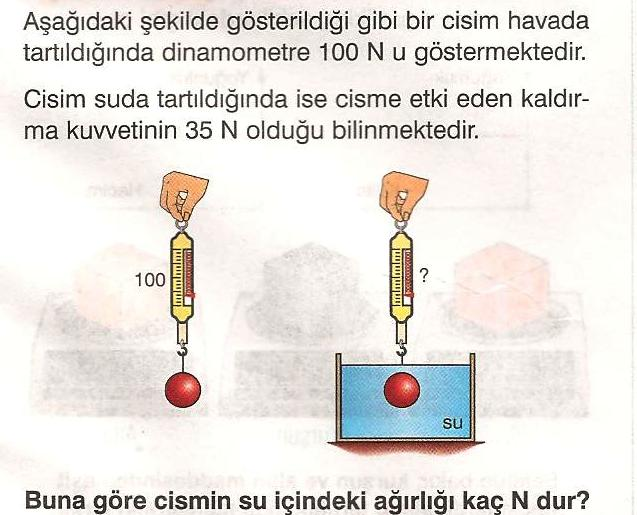 Aşağıdaki şekilde gösterildiği gibi bir cisim havada
tartıldığında dinamometre 100 N u göstermektedir.
Cisim suda tartıldığında ise cisme etki eden kaldır-
ma kuvvetinin 35 N olduğu bilinmektedir.
100
?
su
Buna göre cismin su içindeki ağırlığı kaç N dur?